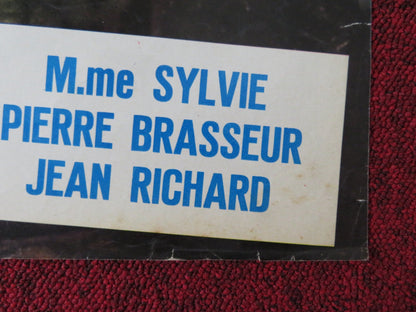 M.me SYLVIE
PIERRE BRASSEUR
JEAN RICHARD